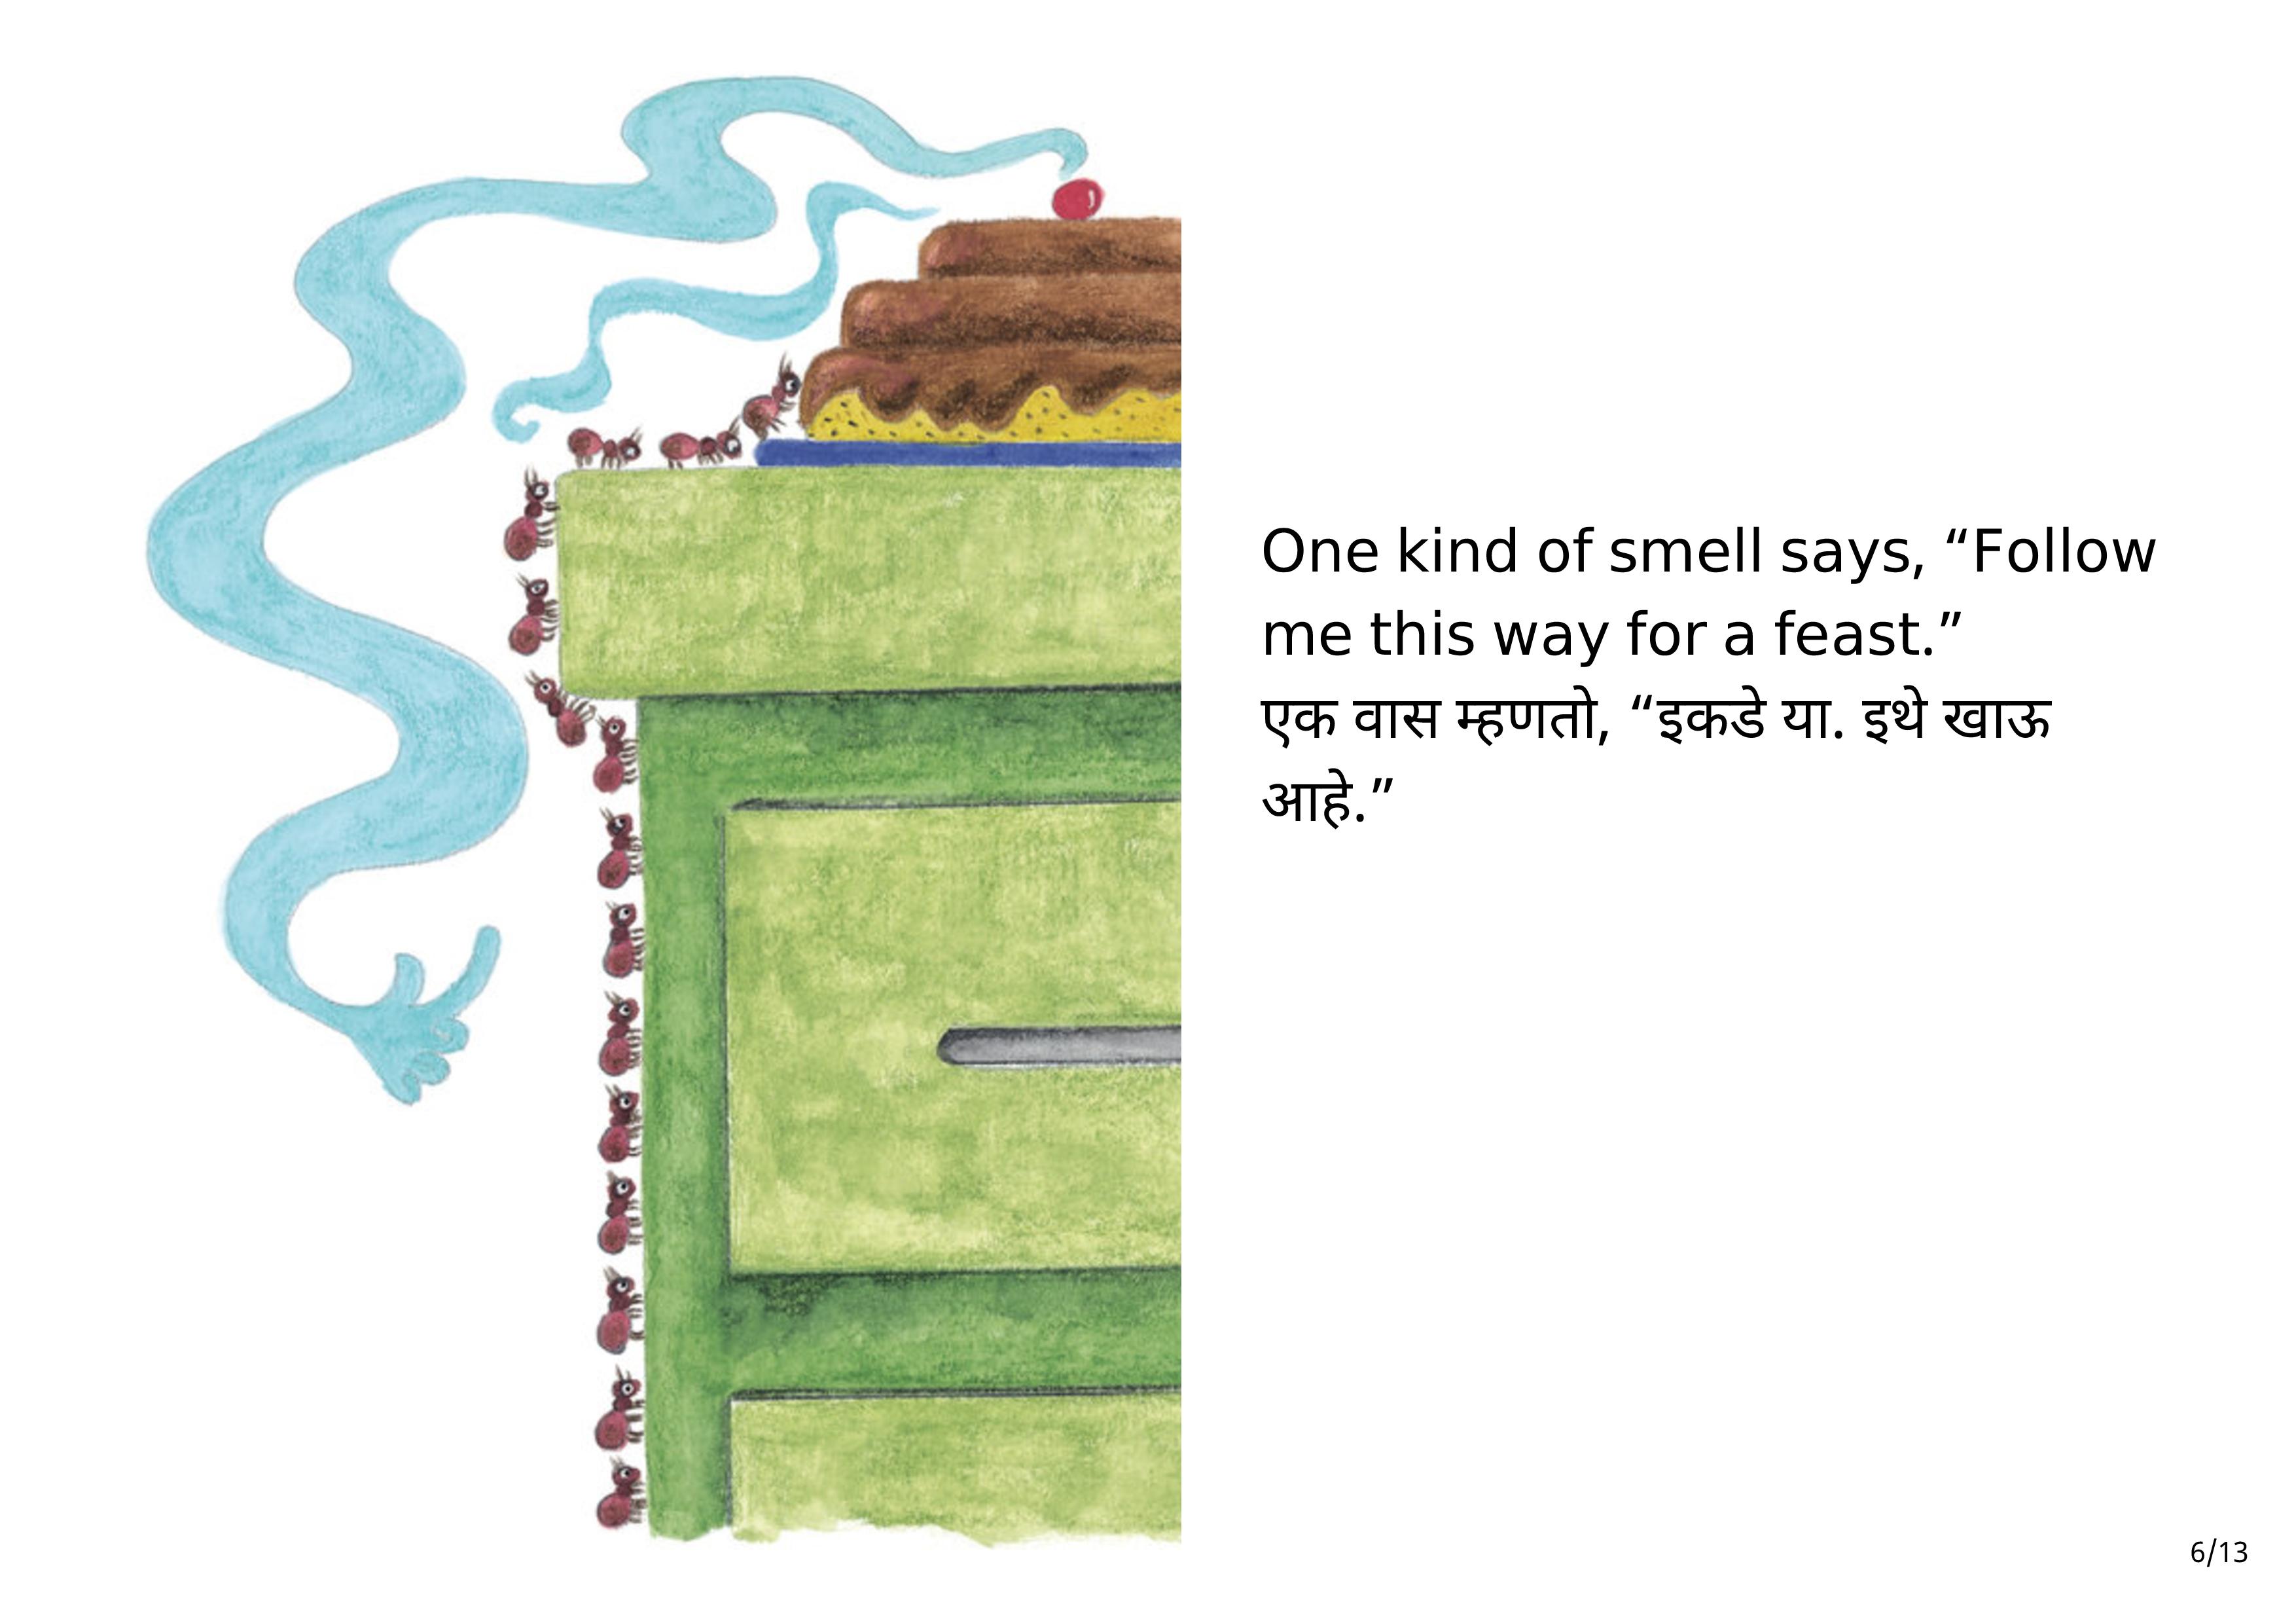 One kind of smell says, “Follow
me this way for a feast.”
एक वास म्हणतो, “इकडे या. इथे खाऊ
आहे.”
6/13